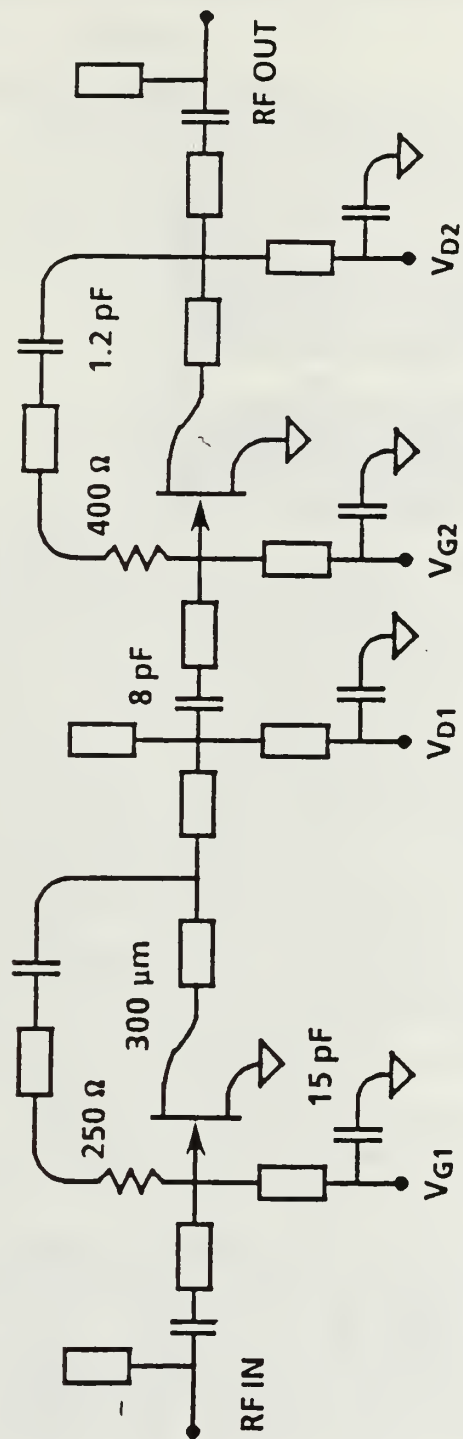 RF IN
250 Ω
300 µm
15 pF
V_G1
8 pF
V_D1
400 Ω
1.2 pF
V_G2
V_D2
RF OUT